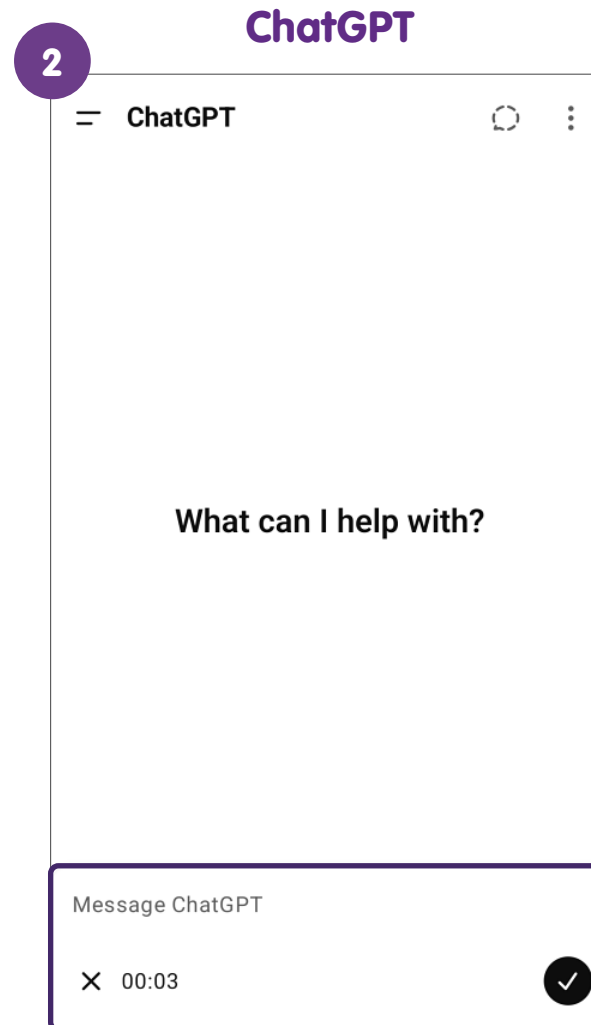 ChatGPT
2
ChatGPT
What can I help with?
Message ChatGPT
00:03